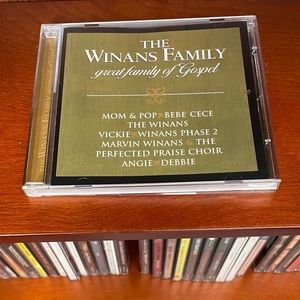 THE
WINANS FAMILY
great family of Gospel
MOM & POP BEBE CECE
THE WINANS
VICKIE WINANS PHASE 2
MARVIN WINANS & THE
PERFECTED PRAISE CHOIR
ANGIE DEBBIE